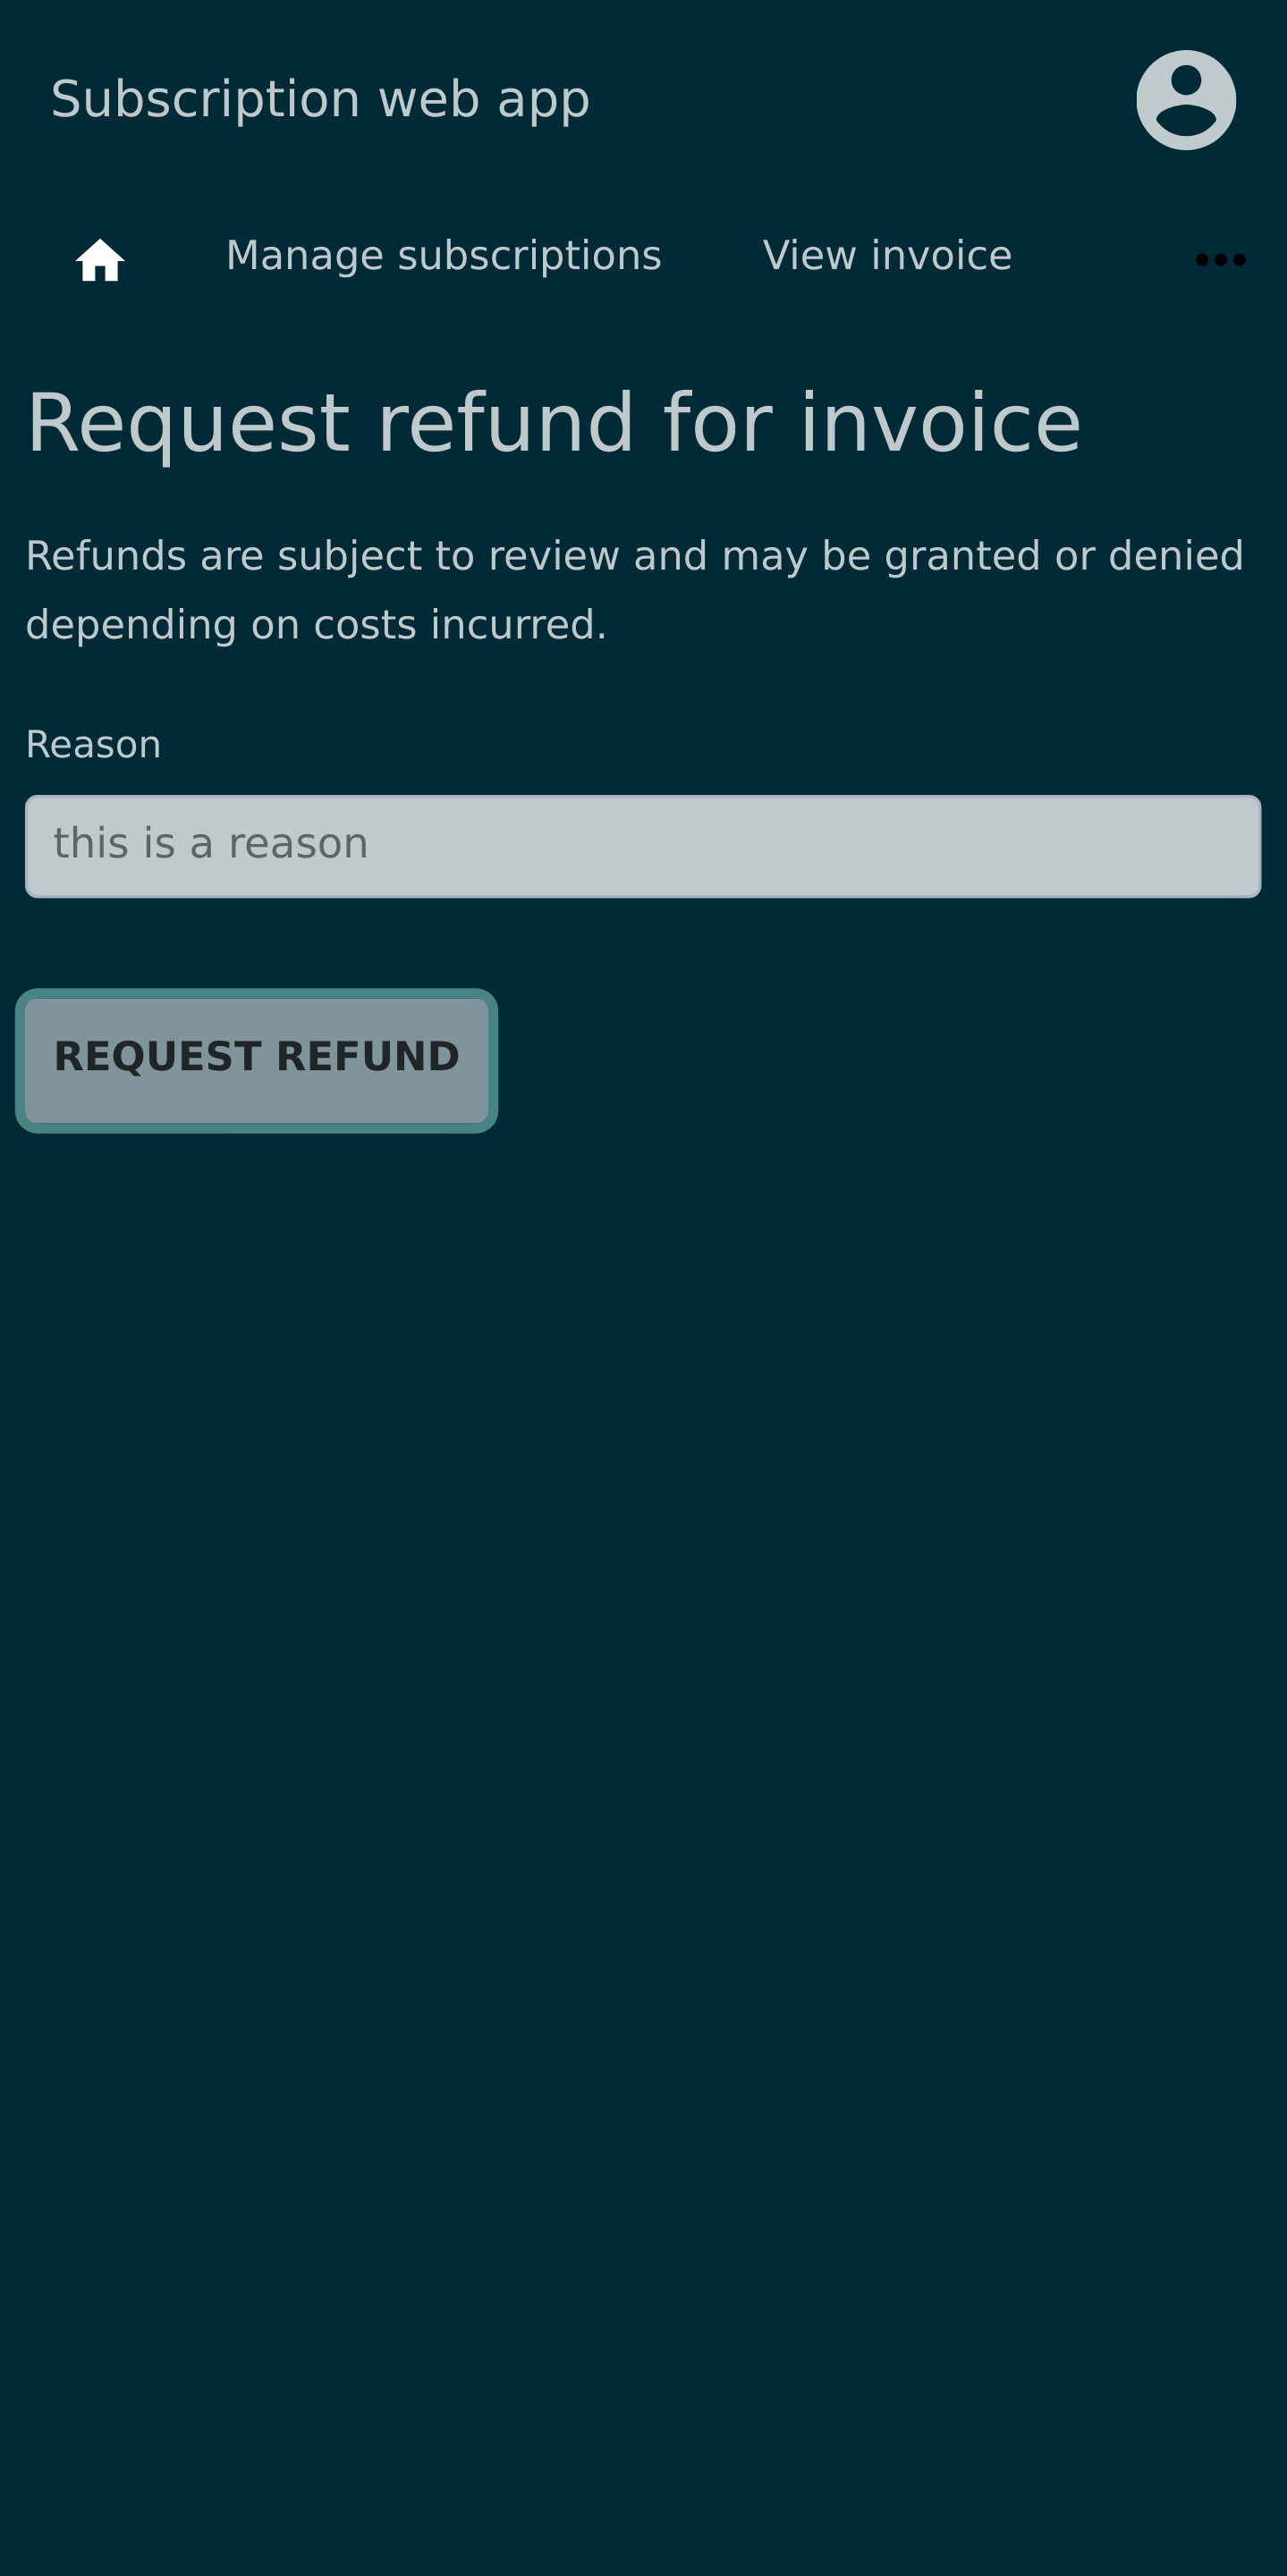 Subscription web app
Manage subscriptions View invoice
Request refund for invoice
Refunds are subject to review and may be granted or denied
depending on costs incurred.
Reason
this is a reason
REQUEST REFUND